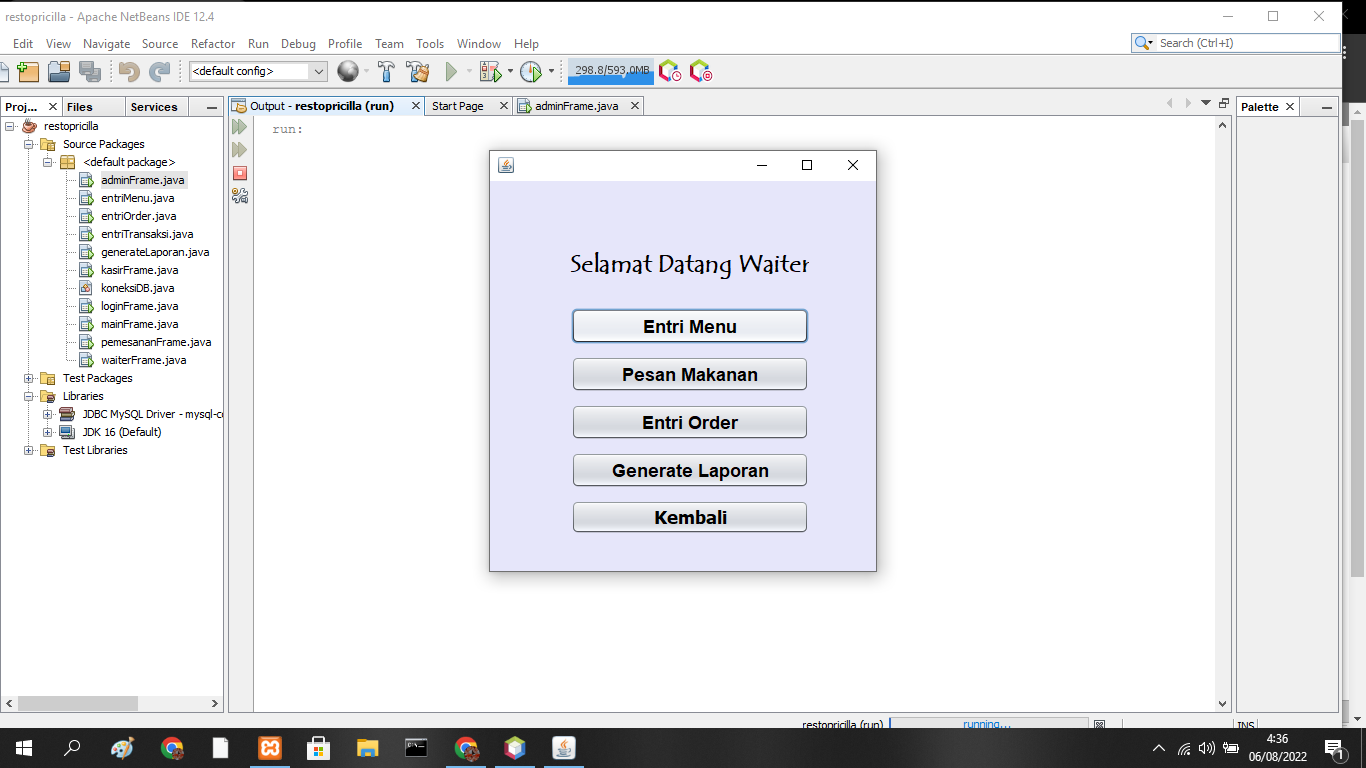 restopricilla - Apache NetBeans IDE 12.4
Edit View Navigate Source Refactor Run Debug Profile Team Tools Window Help
Search (Ctrl+I)
<default config>
298.8/593.0MB
Proj... Files Services
Output - restopricilla (run) Start Page adminFrame.java
Palette
restopricilla
Source Packages
<default package>
adminFrame.java
entriMenu.java
entriOrder.java
entriTransaksi.java
generateLaporan.java
kasirFrame.java
koneksiDB.java
loginFrame.java
mainFrame.java
pemesananFrame.java
waiterFrame.java
Test Packages
Libraries
JDBC MySQL Driver - mysql-co
JDK 16 (Default)
Test Libraries
run:
Selamat Datang Waiter
Entri Menu
Pesan Makanan
Entri Order
Generate Laporan
Kembali
restopricilla (run) running... INS
4:36
06/08/2022
1